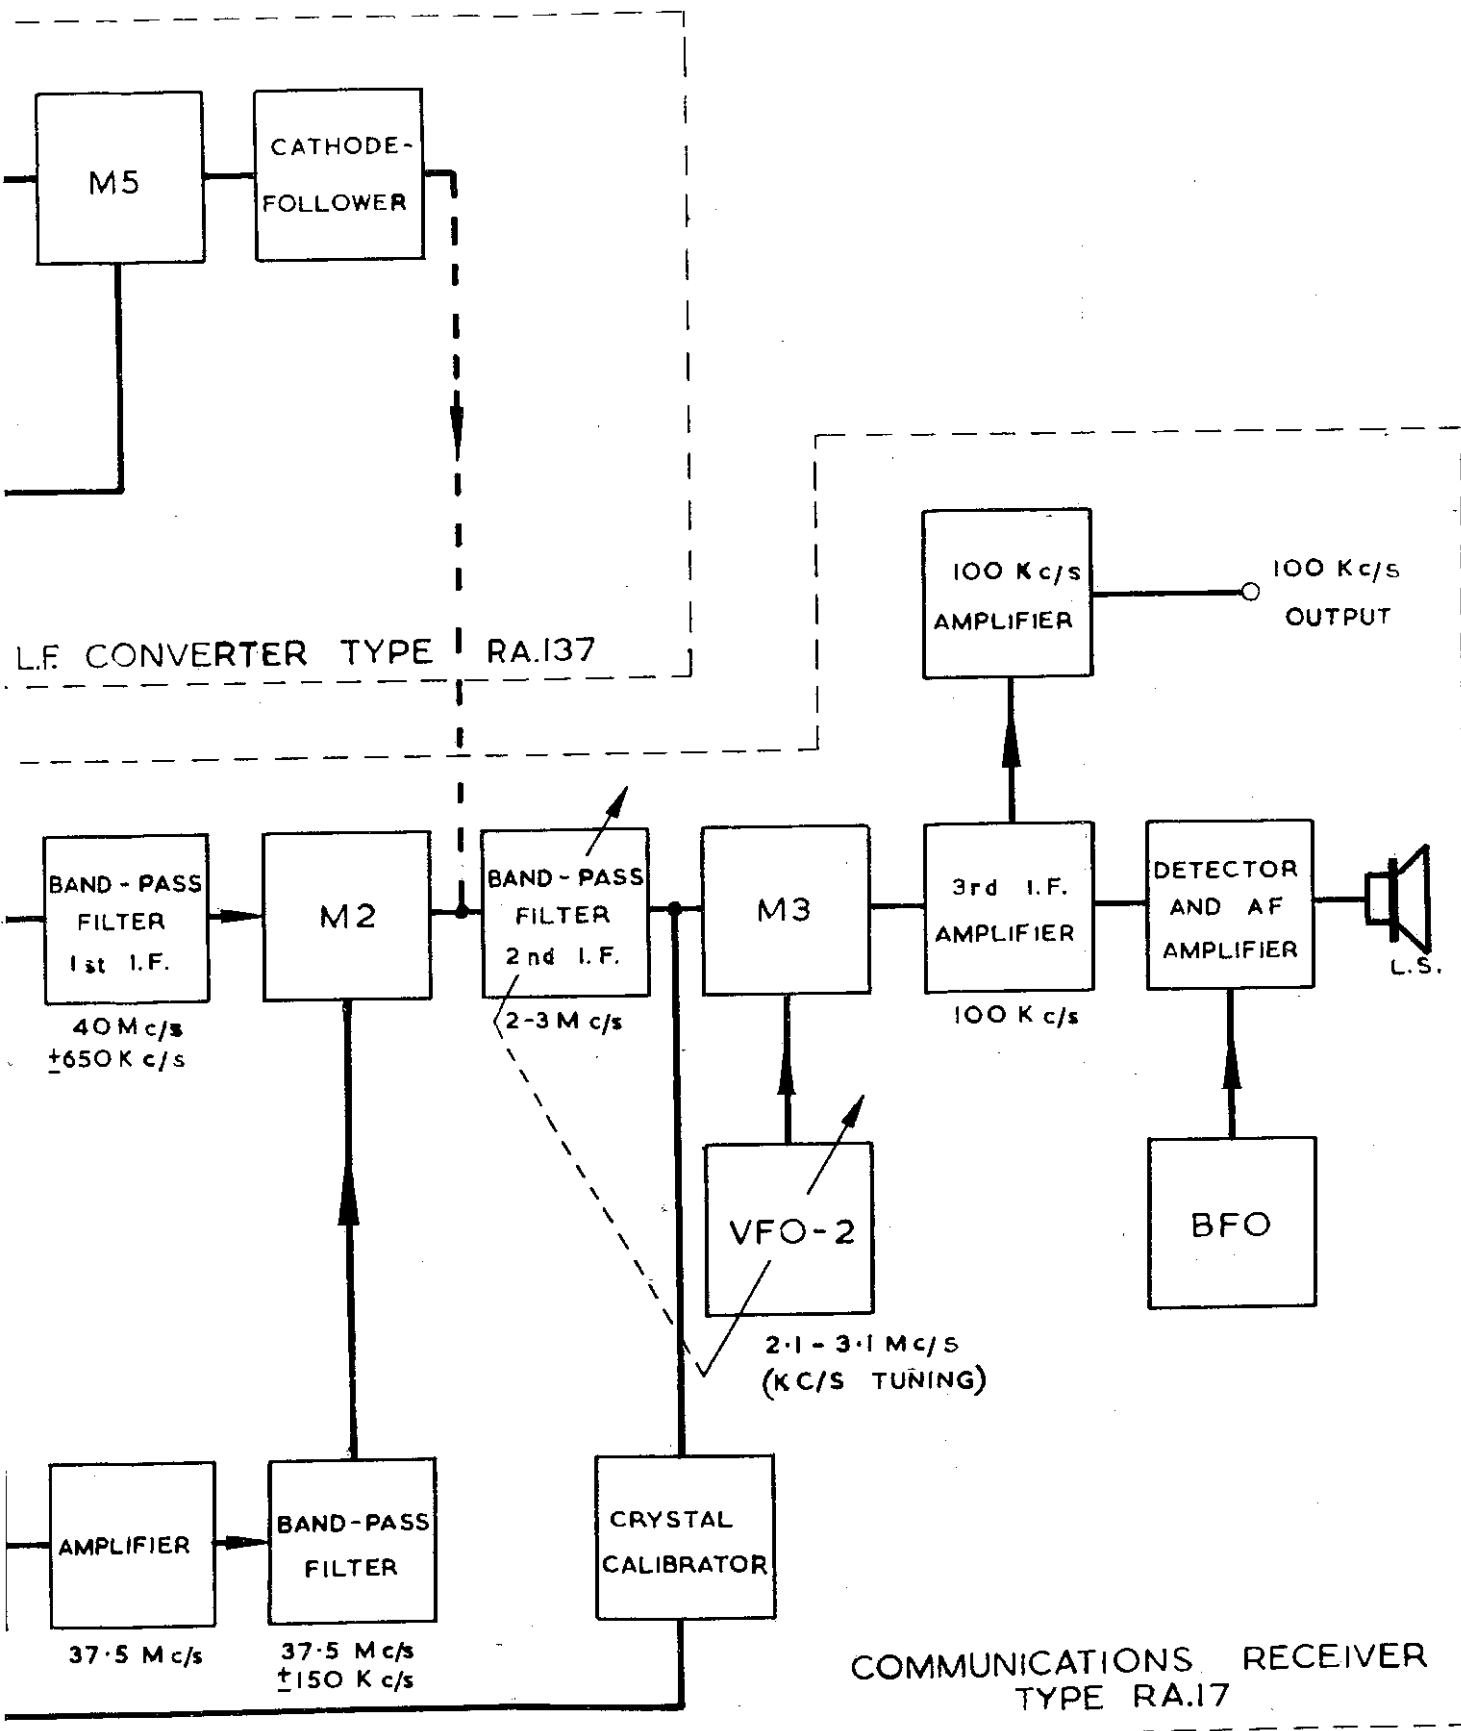 M5
CATHODE-
FOLLOWER
L.F. CONVERTER TYPE RA.137
100 Kc/s
AMPLIFIER
100 Kc/s
OUTPUT
BAND-PASS
FILTER
1st I.F.
40 Mc/s
±650 Kc/s
M2
BAND-PASS
FILTER
2nd I.F.
2-3 Mc/s
M3
3rd I.F.
AMPLIFIER
100 Kc/s
DETECTOR
AND AF
AMPLIFIER
L.S.
VFO-2
2·1 - 3·1 Mc/s
(KC/S TUNING)
BFO
AMPLIFIER
37·5 Mc/s
BAND-PASS
FILTER
37·5 Mc/s
±150 Kc/s
CRYSTAL
CALIBRATOR
COMMUNICATIONS RECEIVER
TYPE RA.17